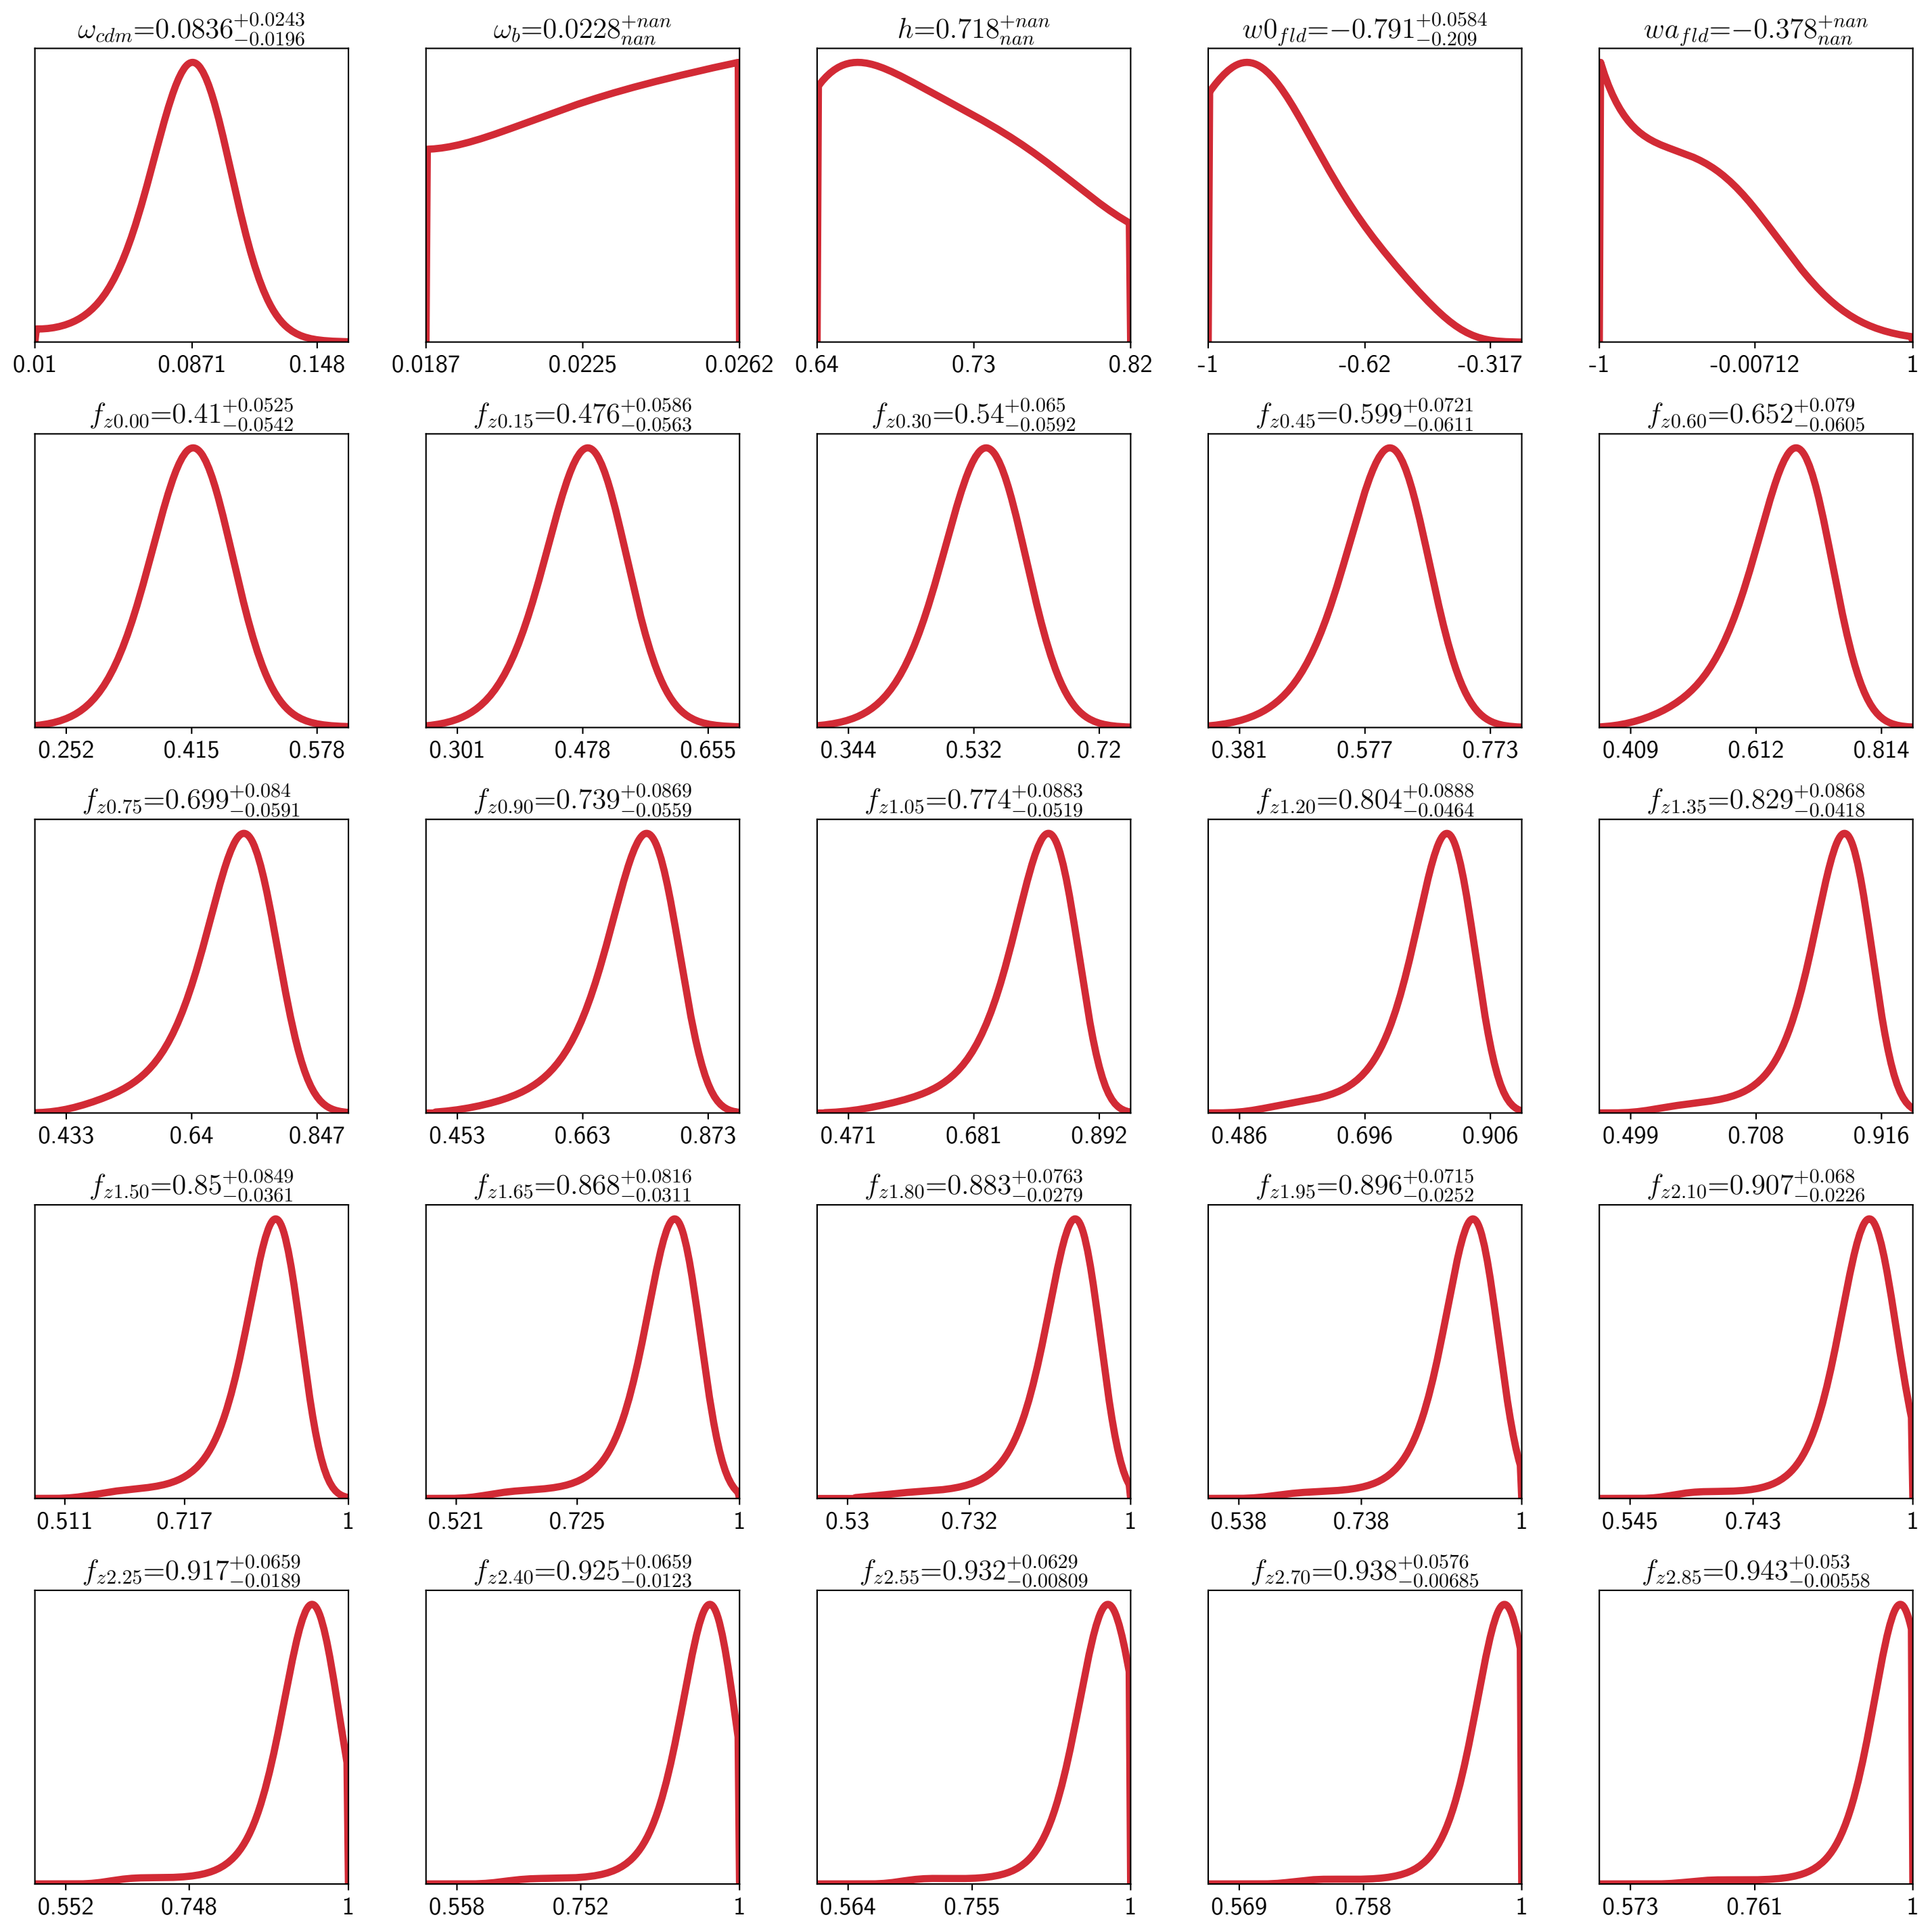 ω_cdm=0.0836^{+0.0243}_{−0.0196} ω_b=0.0228^{+nan}_{nan} h=0.718^{+nan}_{nan} w0_fld=−0.791^{+0.0584}_{−0.209} wa_fld=−0.378^{+nan}_{nan}
0.01 0.0871 0.148 0.0187 0.0225 0.0262 0.64 0.73 0.82 -1 -0.62 -0.317 -1 -0.00712 1
f_z0.00=0.41^{+0.0525}_{−0.0542} f_z0.15=0.476^{+0.0586}_{−0.0563} f_z0.30=0.54^{+0.065}_{−0.0592} f_z0.45=0.599^{+0.0721}_{−0.0611} f_z0.60=0.652^{+0.079}_{−0.0605}
0.252 0.415 0.578 0.301 0.478 0.655 0.344 0.532 0.72 0.381 0.577 0.773 0.409 0.612 0.814
f_z0.75=0.699^{+0.084}_{−0.0591} f_z0.90=0.739^{+0.0869}_{−0.0559} f_z1.05=0.774^{+0.0883}_{−0.0519} f_z1.20=0.804^{+0.0888}_{−0.0464} f_z1.35=0.829^{+0.0868}_{−0.0418}
0.433 0.64 0.847 0.453 0.663 0.873 0.471 0.681 0.892 0.486 0.696 0.906 0.499 0.708 0.916
f_z1.50=0.85^{+0.0849}_{−0.0361} f_z1.65=0.868^{+0.0816}_{−0.0311} f_z1.80=0.883^{+0.0763}_{−0.0279} f_z1.95=0.896^{+0.0715}_{−0.0252} f_z2.10=0.907^{+0.068}_{−0.0226}
0.511 0.717 1 0.521 0.725 1 0.53 0.732 1 0.538 0.738 1 0.545 0.743 1
f_z2.25=0.917^{+0.0659}_{−0.0189} f_z2.40=0.925^{+0.0659}_{−0.0123} f_z2.55=0.932^{+0.0629}_{−0.00809} f_z2.70=0.938^{+0.0576}_{−0.00685} f_z2.85=0.943^{+0.053}_{−0.00558}
0.552 0.748 1 0.558 0.752 1 0.564 0.755 1 0.569 0.758 1 0.573 0.761 1